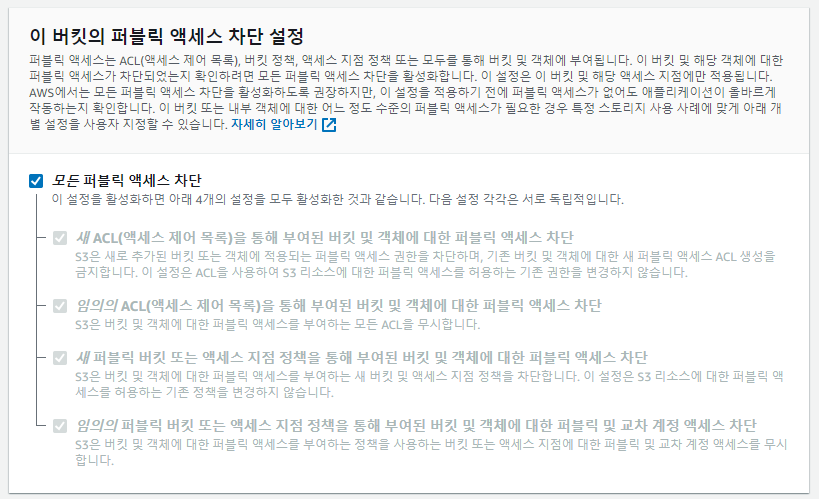 이 버킷의 퍼블릭 액세스 차단 설정
퍼블릭 액세스는 ACL(액세스 제어 목록), 버킷 정책, 액세스 지점 정책 또는 모두를 통해 버킷 및 객체에 부여됩니다. 이 버킷 및 해당 객체에 대한
퍼블릭 액세스가 차단되었는지 확인하려면 모든 퍼블릭 액세스 차단을 활성화합니다. 이 설정은 이 버킷 및 해당 액세스 지점에만 적용됩니다.
AWS에서는 모든 퍼블릭 액세스 차단을 활성화하도록 권장하지만, 이 설정을 적용하기 전에 퍼블릭 액세스가 없어도 애플리케이션이 올바르게
작동하는지 확인합니다. 이 버킷 또는 내부 객체에 대한 어느 정도 수준의 퍼블릭 액세스가 필요한 경우 특정 스토리지 사용 사례에 맞게 아래 개
별 설정을 사용자 지정할 수 있습니다. 자세히 알아보기
모든 퍼블릭 액세스 차단
이 설정을 활성화하면 아래 4개의 설정을 모두 활성화한 것과 같습니다. 다음 설정 각각은 서로 독립적입니다.
새 ACL(액세스 제어 목록)을 통해 부여된 버킷 및 객체에 대한 퍼블릭 액세스 차단
S3은 새로 추가된 버킷 또는 객체에 적용되는 퍼블릭 액세스 권한을 차단하며, 기존 버킷 및 객체에 대한 새 퍼블릭 액세스 ACL 생성을
금지합니다. 이 설정은 ACL을 사용하여 S3 리소스에 대한 퍼블릭 액세스를 허용하는 기존 권한을 변경하지 않습니다.
임의의 ACL(액세스 제어 목록)을 통해 부여된 버킷 및 객체에 대한 퍼블릭 액세스 차단
S3은 버킷 및 객체에 대한 퍼블릭 액세스를 부여하는 모든 ACL을 무시합니다.
새 퍼블릭 버킷 또는 액세스 지점 정책을 통해 부여된 버킷 및 객체에 대한 퍼블릭 액세스 차단
S3은 버킷 및 객체에 대한 퍼블릭 액세스를 부여하는 새 버킷 및 액세스 지점 정책을 차단합니다. 이 설정은 S3 리소스에 대한 퍼블릭 액
세스를 허용하는 기존 정책을 변경하지 않습니다.
임의의 퍼블릭 버킷 또는 액세스 지점 정책을 통해 부여된 버킷 및 객체에 대한 퍼블릭 및 교차 계정 액세스 차단
S3은 버킷 및 객체에 대한 퍼블릭 액세스를 부여하는 정책을 사용하는 버킷 또는 액세스 지점에 대한 퍼블릭 및 교차 계정 액세스를 무시
합니다.